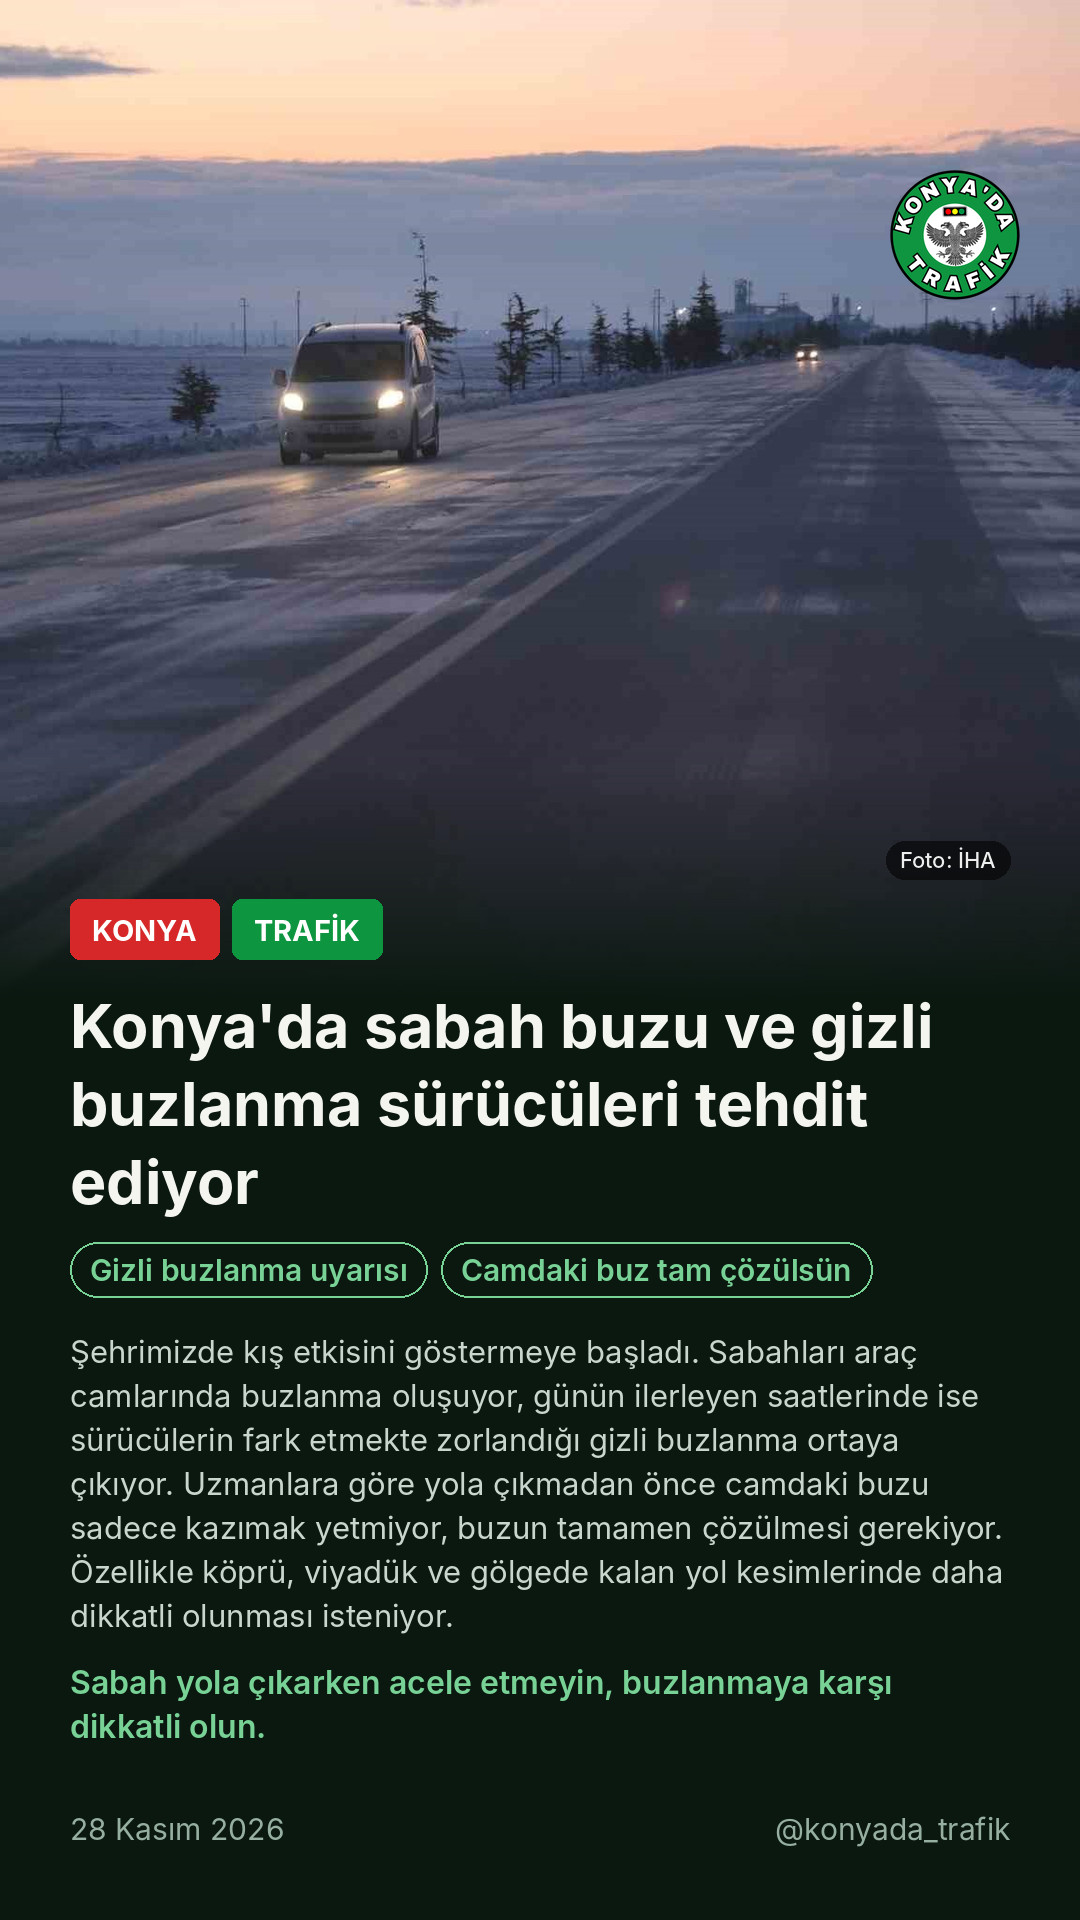 KONYA'DA
TRAFİK
Foto: İHA
KONYA TRAFİK
Konya'da sabah buzu ve gizli
buzlanma sürücüleri tehdit
ediyor
Gizli buzlanma uyarısı Camdaki buz tam çözülsün
Şehrimizde kış etkisini göstermeye başladı. Sabahları araç
camlarında buzlanma oluşuyor, günün ilerleyen saatlerinde ise
sürücülerin fark etmekte zorlandığı gizli buzlanma ortaya
çıkıyor. Uzmanlara göre yola çıkmadan önce camdaki buzu
sadece kazımak yetmiyor, buzun tamamen çözülmesi gerekiyor.
Özellikle köprü, viyadük ve gölgede kalan yol kesimlerinde daha
dikkatli olunması isteniyor.
Sabah yola çıkarken acele etmeyin, buzlanmaya karşı
dikkatli olun.
28 Kasım 2026 @konyada_trafik